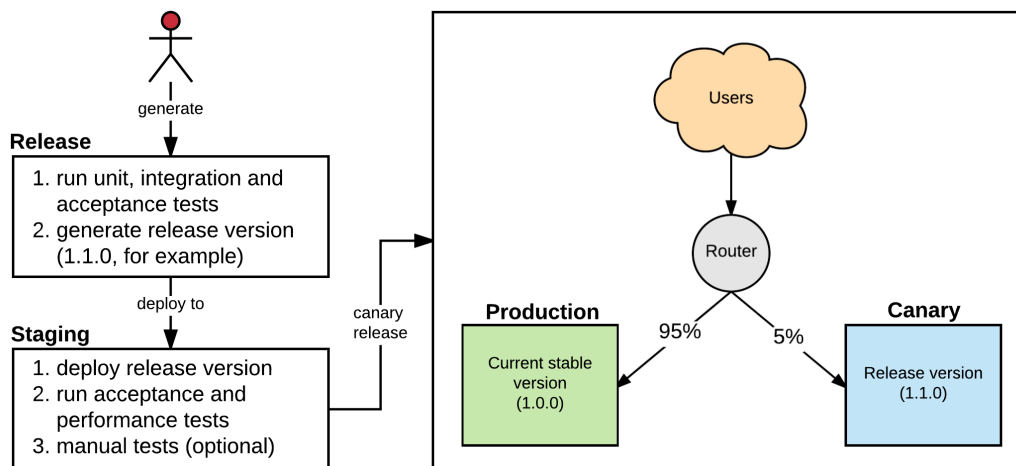 generate
Release
1. run unit, integration and
acceptance tests
2. generate release version
(1.1.0, for example)
deploy to
Staging
1. deploy release version
2. run acceptance and
performance tests
3. manual tests (optional)
canary
release
Users
Router
95%
5%
Production
Current stable
version
(1.0.0)
Canary
Release version
(1.1.0)